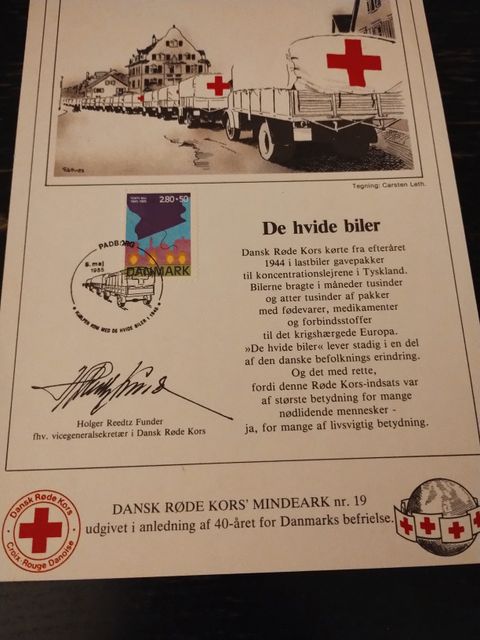 Tegning: Carsten Løth.
2.80+50
DANMARK
PADBORG
5. maj
1985
De hvide biler
Dansk Røde Kors kørte fra efteråret
1944 i lastbiler gavepakker
til koncentrationslejrene i Tyskland.
Bilerne bragte i måneder tusinder
og atter tusinder af pakker
med fødevarer, medikamenter
og forbindsstoffer
til det krigshærgede Europa.
»De hvide biler« lever stadig i en del
af den danske befolknings erindring.
Og det med rette,
fordi denne Røde Kors-indsats var
af største betydning for mange
nødlidende mennesker -
ja, for mange af livsvigtig betydning.
Holger Reedtz Funder
fhv. vicegeneralsekretær i Dansk Røde Kors
Dansk Røde Kors
Croix-Rouge Danoise
DANSK RØDE KORS' MINDEARK nr. 19
udgivet i anledning af 40-året for Danmarks befrielse.